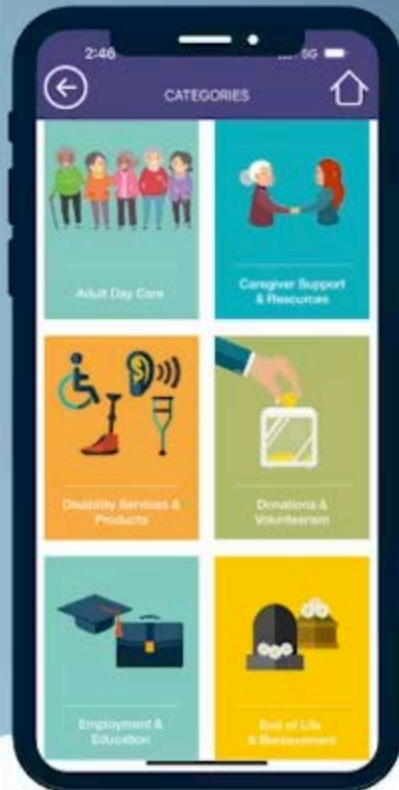 2:46
5G
CATEGORIES
Adult Day Care
Caregiver Support
& Resources
Disability Services &
Products
Donations &
Volunteerism
Employment &
Education
End of Life
& Bereavement